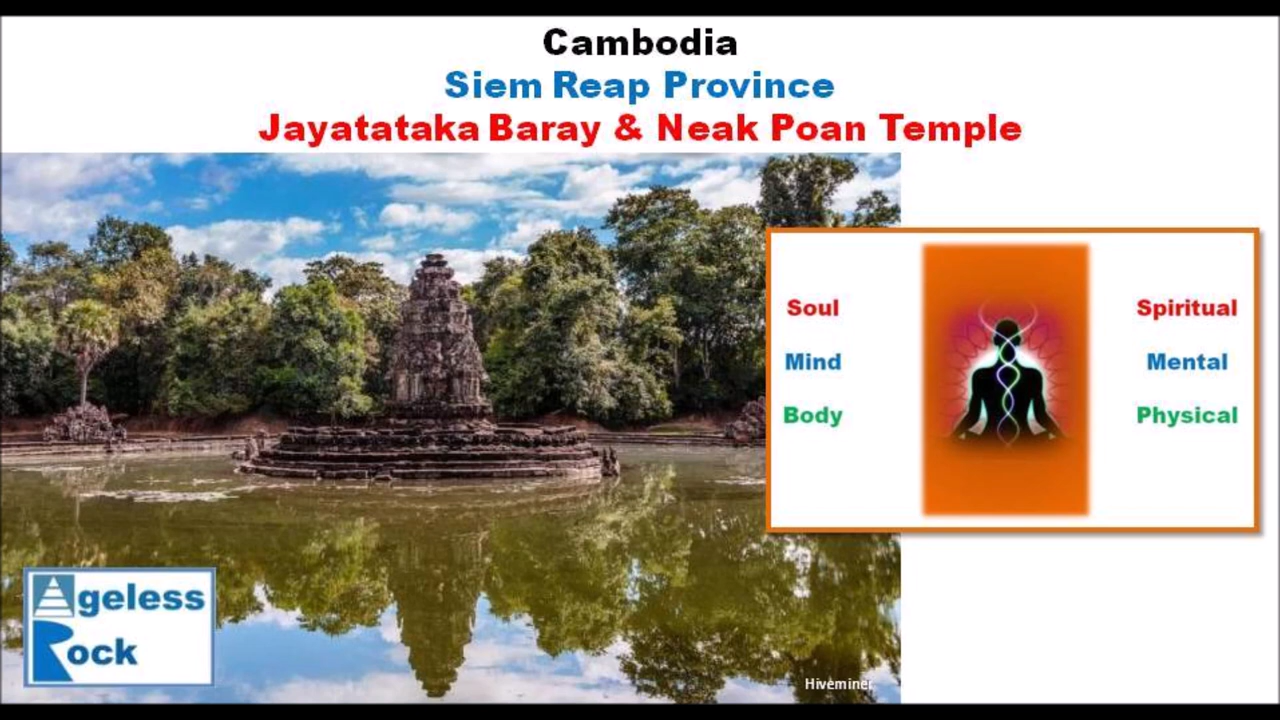 Cambodia
Siem Reap Province
Jayatataka Baray & Neak Poan Temple
Soul
Spiritual
Mind
Mental
Body
Physical
Ageless
Rock
Hiveminer